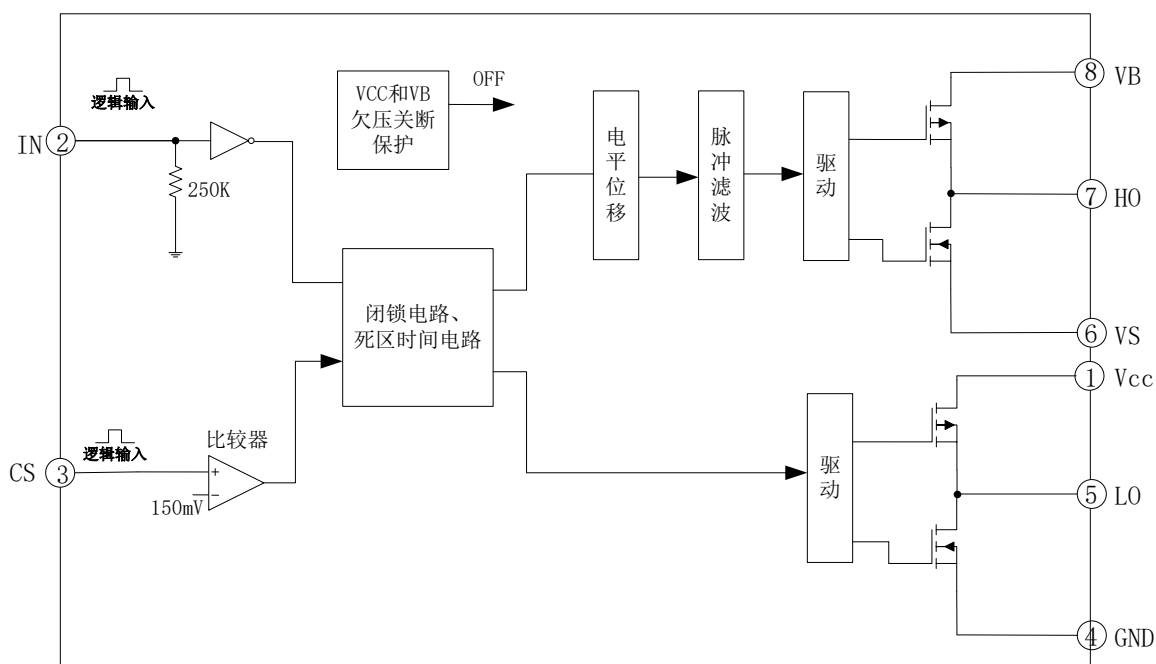 逻辑输入
IN
2
250K
VCC和VB
欠压关断
保护
OFF
电平位移
脉冲滤波
驱动
8
VB
7
HO
6
VS
闭锁电路、
死区时间电路
逻辑输入
CS
3
比较器
+
-
150mV
驱动
1
Vcc
5
LO
4
GND